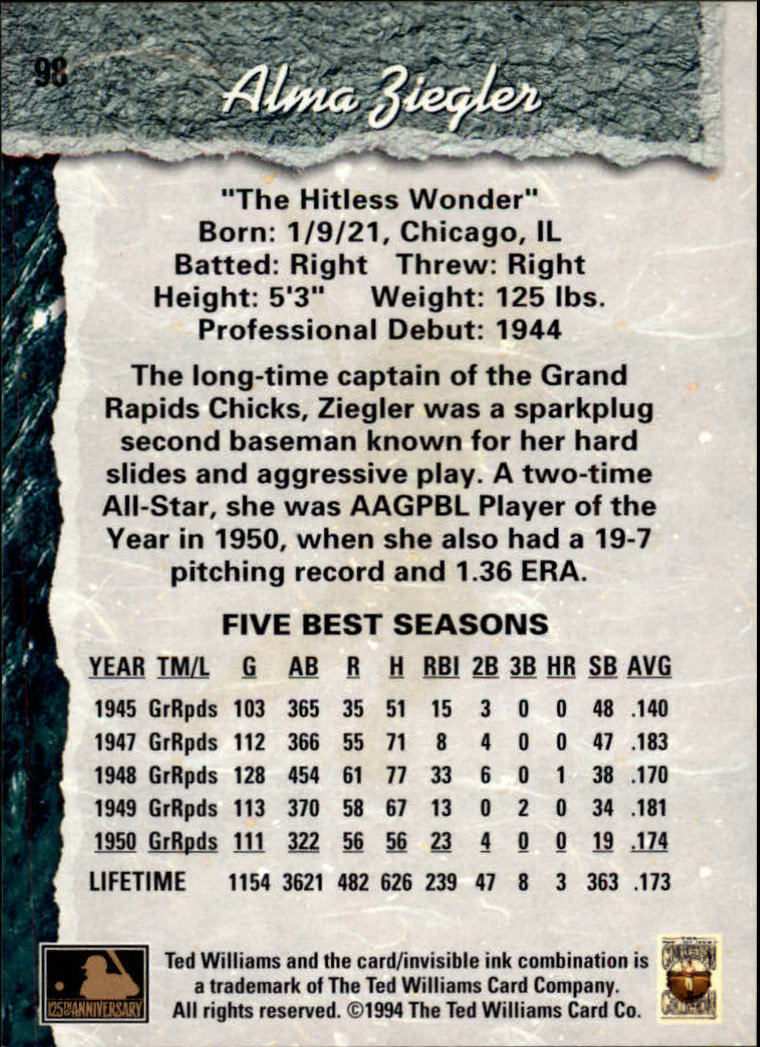 98
Alma Ziegler
"The Hitless Wonder"
Born: 1/9/21, Chicago, IL
Batted: Right Threw: Right
Height: 5'3" Weight: 125 lbs.
Professional Debut: 1944
The long-time captain of the Grand
Rapids Chicks, Ziegler was a sparkplug
second baseman known for her hard
slides and aggressive play. A two-time
All-Star, she was AAGPBL Player of the
Year in 1950, when she also had a 19-7
pitching record and 1.36 ERA.
FIVE BEST SEASONS
YEAR TM/L G AB R H RBI 2B 3B HR SB AVG
1945 GrRpds 103 365 35 51 15 3 0 0 48 .140
1947 GrRpds 112 366 55 71 8 4 0 0 47 .183
1948 GrRpds 128 454 61 77 33 6 0 1 38 .170
1949 GrRpds 113 370 58 67 13 0 2 0 34 .181
1950 GrRpds 111 322 56 56 23 4 0 0 19 .174
LIFETIME 1154 3621 482 626 239 47 8 3 363 .173
Ted Williams and the card/invisible ink combination is
a trademark of The Ted Williams Card Company.
All rights reserved. ©1994 The Ted Williams Card Co.
125TH ANNIVERSARY